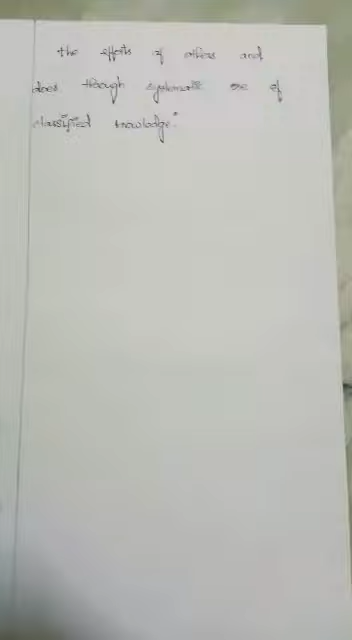 the efforts of others and
does through systematic use of
classified knowledge."